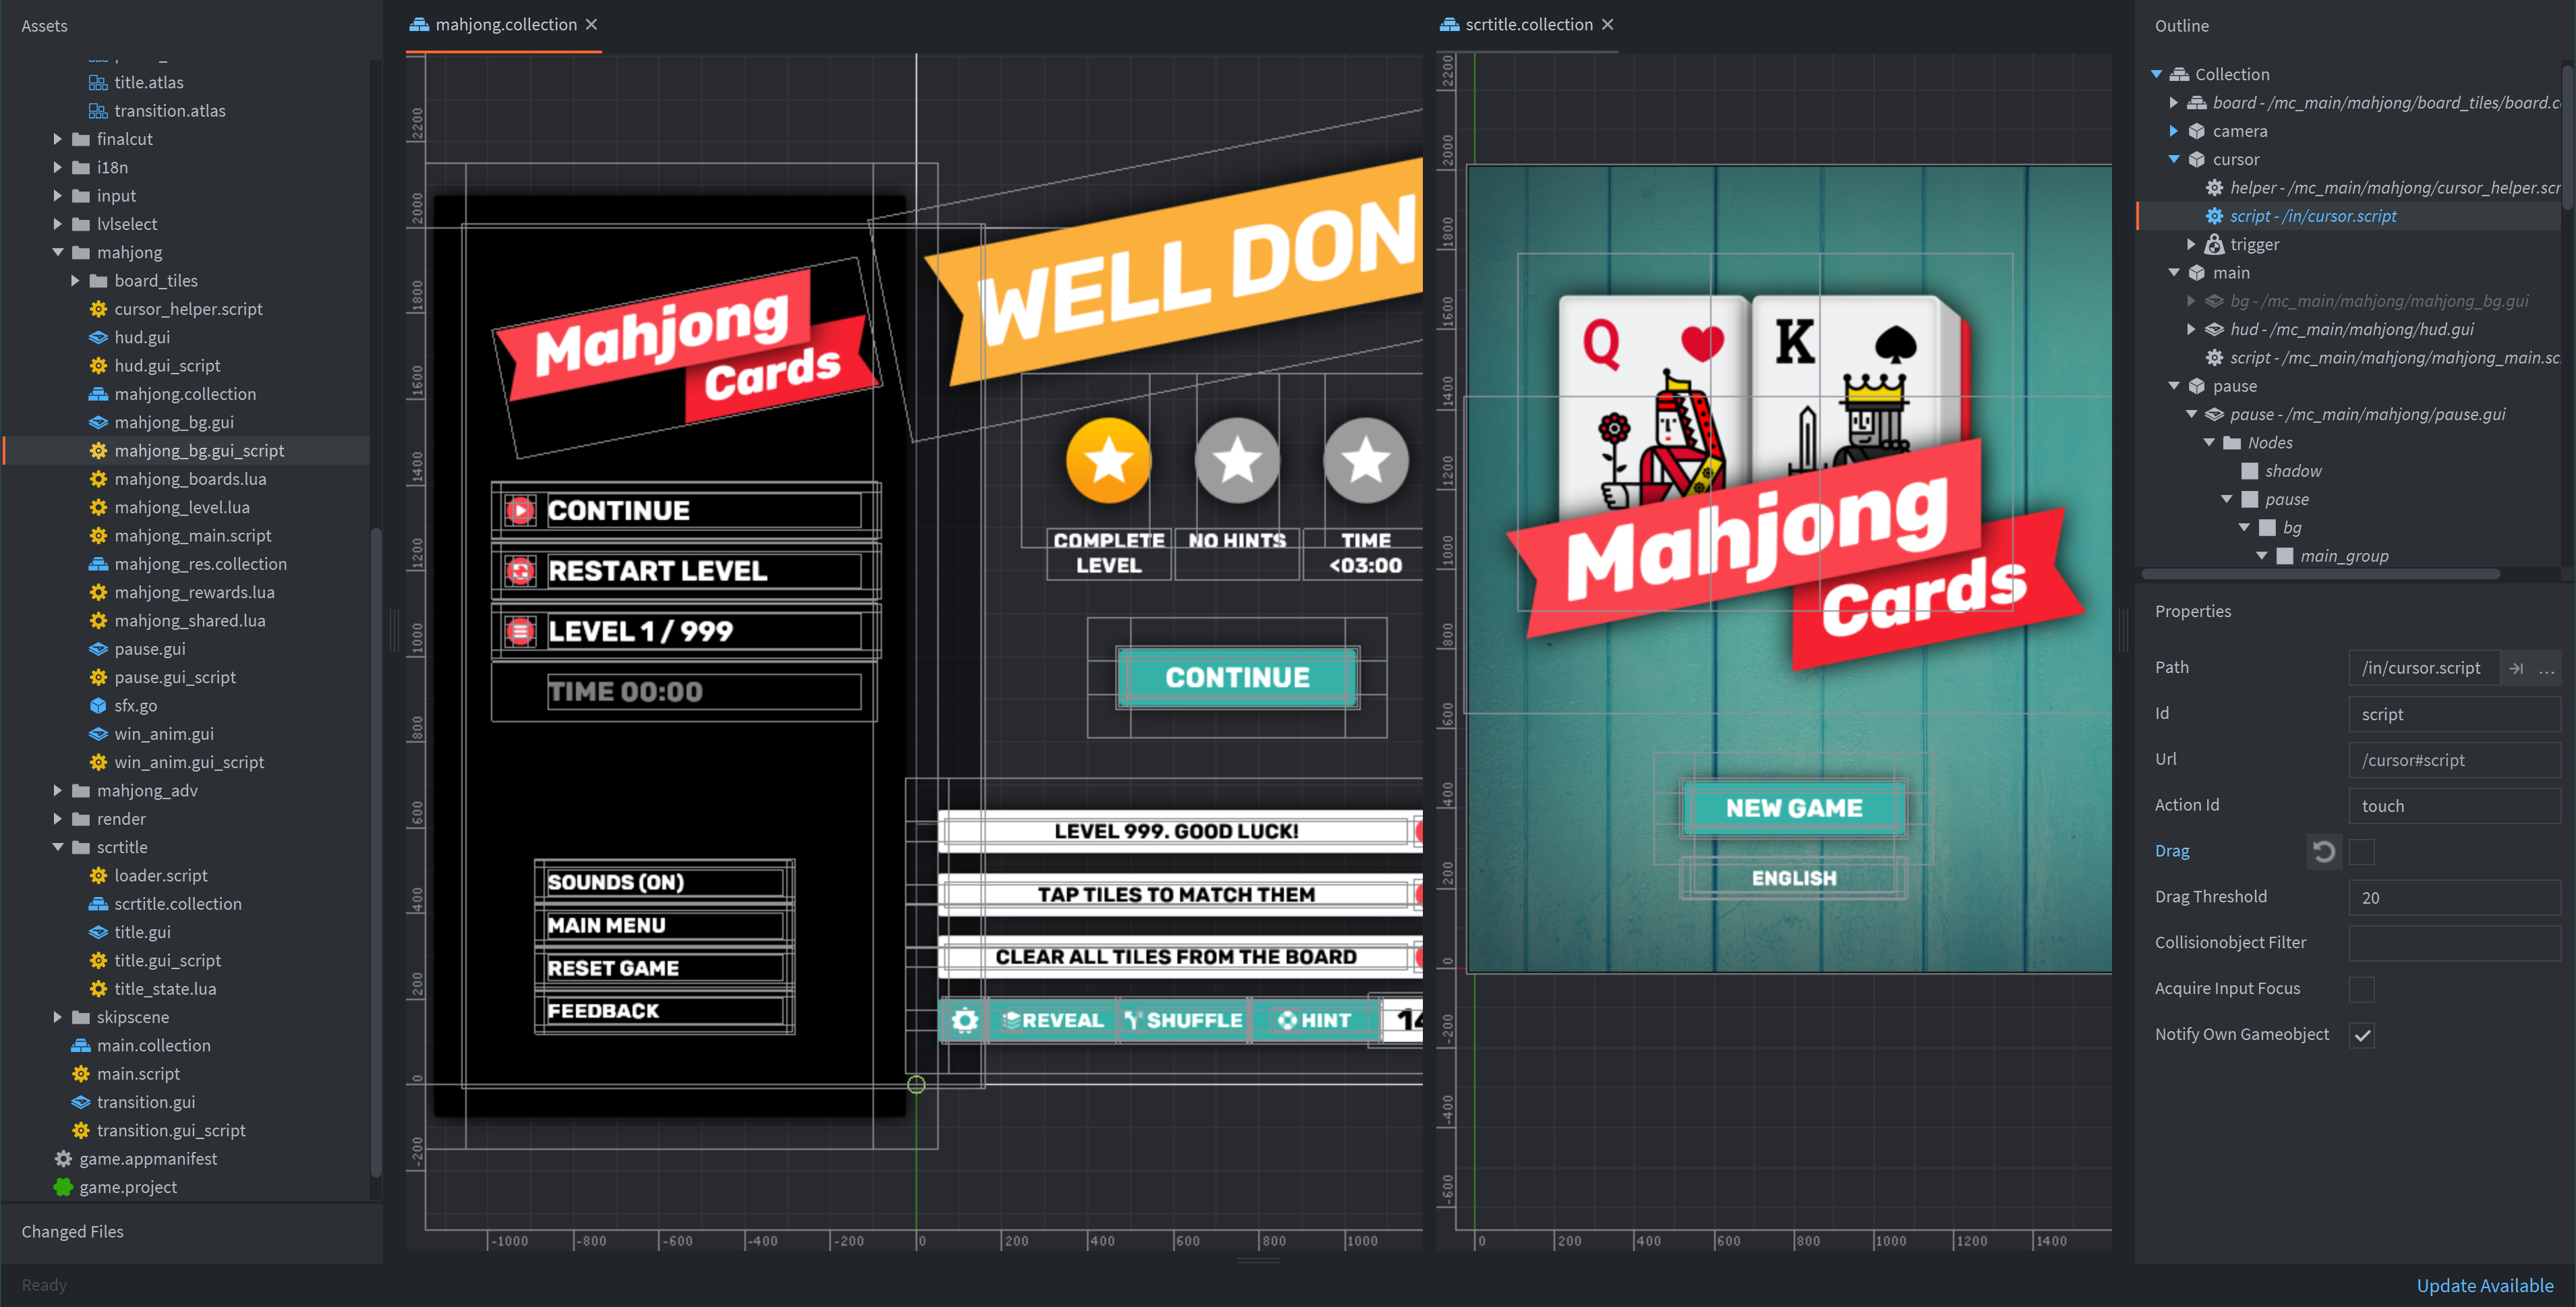 Assets
title.atlas
transition.atlas
finalcut
i18n
input
lvlselect
mahjong
board_tiles
cursor_helper.script
hud.gui
hud.gui_script
mahjong.collection
mahjong_bg.gui
mahjong_bg.gui_script
mahjong_boards.lua
mahjong_level.lua
mahjong_main.script
mahjong_res.collection
mahjong_rewards.lua
mahjong_shared.lua
pause.gui
pause.gui_script
sfx.go
win_anim.gui
win_anim.gui_script
mahjong_adv
render
scrtitle
loader.script
scrtitle.collection
title.gui
title.gui_script
title_state.lua
skipscene
main.collection
main.script
transition.gui
transition.gui_script
game.appmanifest
game.project
Changed Files
Ready
mahjong.collection
2200
2000
1800
1600
1400
1200
1000
800
600
400
200
0
-200
-1000
-800
-600
-400
-200
0
200
400
600
800
1000
Mahjong
Cards
CONTINUE
RESTART LEVEL
LEVEL 1 / 999
TIME 00:00
SOUNDS (ON)
MAIN MENU
RESET GAME
FEEDBACK
WELL DON
COMPLETE
LEVEL
NO HINTS
TIME
<03:00
CONTINUE
LEVEL 999. GOOD LUCK!
TAP TILES TO MATCH THEM
CLEAR ALL TILES FROM THE BOARD
REVEAL
SHUFFLE
HINT
14
scrtitle.collection
2200
2000
1800
1600
1400
1200
1000
800
600
400
200
0
-200
-400
-600
0
200
400
600
800
1000
1200
1400
Q
K
Mahjong
Cards
NEW GAME
ENGLISH
Outline
Collection
board - /mc_main/mahjong/board_tiles/board.c
camera
cursor
helper - /mc_main/mahjong/cursor_helper.scr
script - /in/cursor.script
trigger
main
bg - /mc_main/mahjong/mahjong_bg.gui
hud - /mc_main/mahjong/hud.gui
script - /mc_main/mahjong/mahjong_main.sc
pause
pause - /mc_main/mahjong/pause.gui
Nodes
shadow
pause
bg
main_group
Properties
Path /in/cursor.script ...
Id script
Url /cursor#script
Action Id touch
Drag
Drag Threshold 20
Collisionobject Filter
Acquire Input Focus
Notify Own Gameobject
Update Available